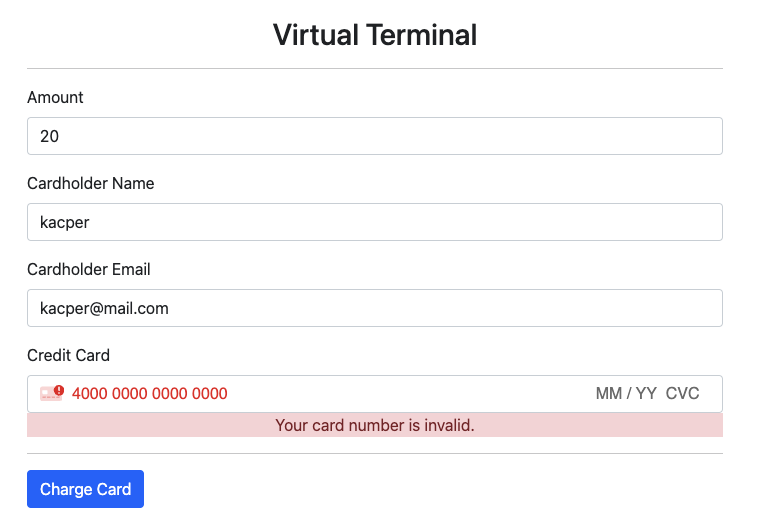 Virtual Terminal
Amount
20
Cardholder Name
kacper
Cardholder Email
kacper@mail.com
Credit Card
4000 0000 0000 0000 MM / YY CVC
Your card number is invalid.
Charge Card